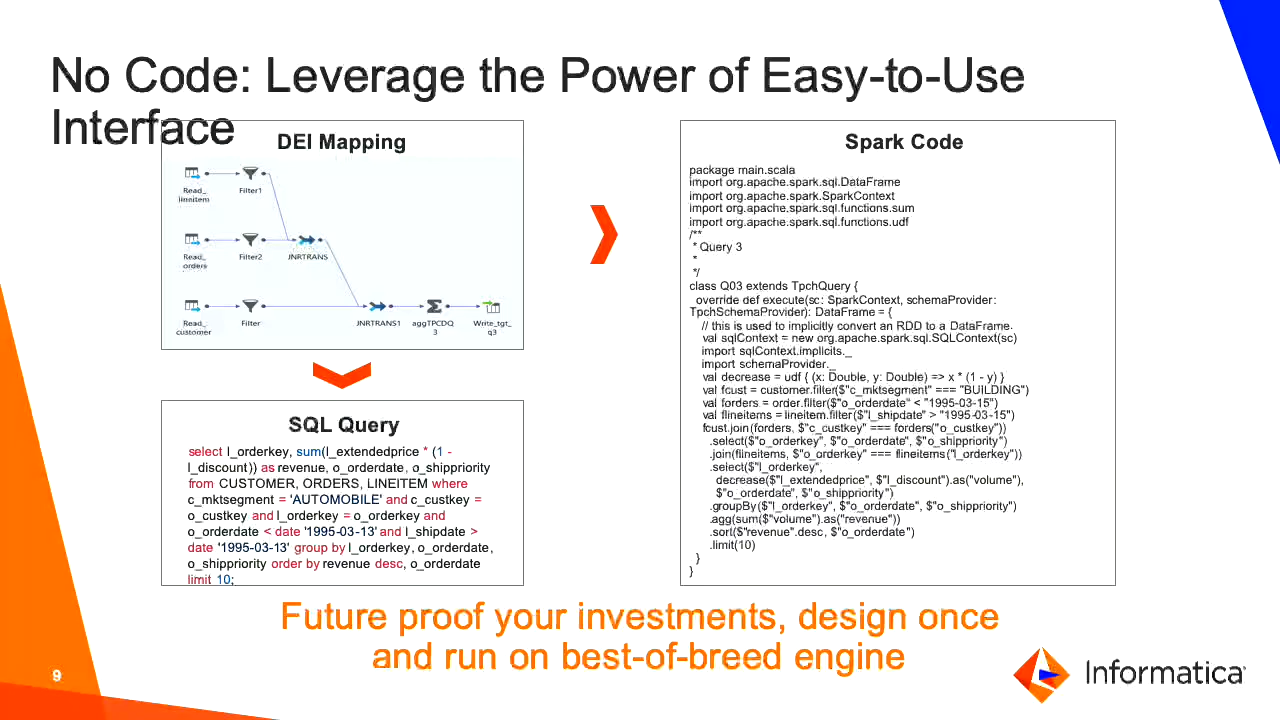 No Code: Leverage the Power of Easy-to-Use
Interface
DEI Mapping
Read_
lineitem
Filter1
Read_
orders
Filter2
JNRTRANS
Read_
customer
Filter
JNRTRANS1
aggTPCDQ
3
Write_tgt_
q3
SQL Query
select l_orderkey, sum(l_extendedprice * (1 -
l_discount)) as revenue, o_orderdate, o_shippriority
from CUSTOMER, ORDERS, LINEITEM where
c_mktsegment = 'AUTOMOBILE' and c_custkey =
o_custkey and l_orderkey = o_orderkey and
o_orderdate < date '1995-03-13' and l_shipdate >
date '1995-03-13' group by l_orderkey, o_orderdate,
o_shippriority order by revenue desc, o_orderdate
limit 10;
Spark Code
package main.scala
import org.apache.spark.sql.DataFrame
import org.apache.spark.SparkContext
import org.apache.spark.sql.functions.sum
import org.apache.spark.sql.functions.udf
/**
* Query 3
*
*/
class Q03 extends TpchQuery {
override def execute(sc: SparkContext, schemaProvider:
TpchSchemaProvider): DataFrame = {
// this is used to implicitly convert an RDD to a DataFrame.
val sqlContext = new org.apache.spark.sql.SQLContext(sc)
import sqlContext.implicits._
import schemaProvider._
val decrease = udf { (x: Double, y: Double) => x * (1 - y) }
val fcust = customer.filter($"c_mktsegment" === "BUILDING")
val forders = order.filter($"o_orderdate" < "1995-03-15")
val flineitems = lineitem.filter($"l_shipdate" > "1995-03-15")
fcust.join(forders, $"c_custkey" === forders("o_custkey"))
.select($"o_orderkey", $"o_orderdate", $"o_shippriority")
.join(flineitems, $"o_orderkey" === flineitems("l_orderkey"))
.select($"l_orderkey",
decrease($"l_extendedprice", $"l_discount").as("volume"),
$"o_orderdate", $"o_shippriority")
.groupBy($"l_orderkey", $"o_orderdate", $"o_shippriority")
.agg(sum($"volume").as("revenue"))
.sort($"revenue".desc, $"o_orderdate")
.limit(10)
}
}
Future proof your investments, design once
and run on best-of-breed engine
9
Informatica